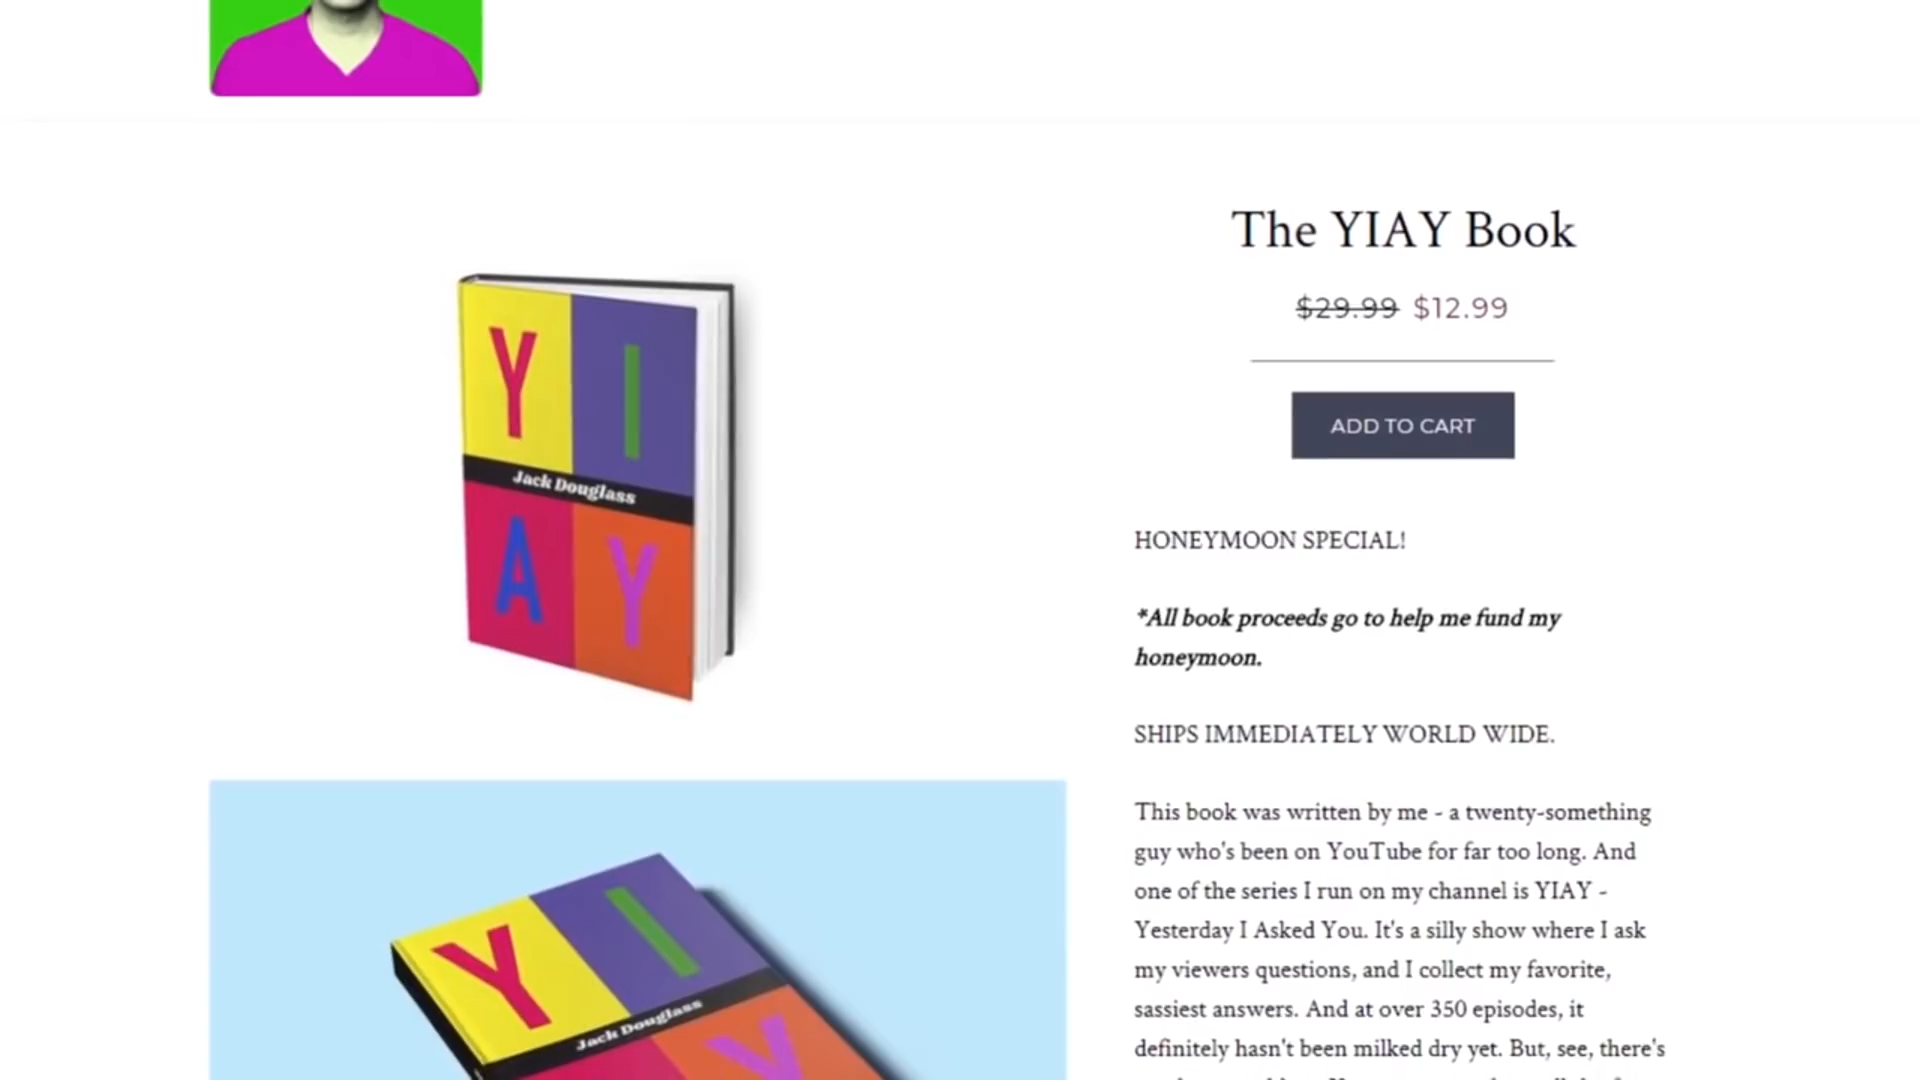 The YIAY Book
$29.99 $12.99
ADD TO CART
Y I
Jack Douglass
A Y
HONEYMOON SPECIAL!
*All book proceeds go to help me fund my
honeymoon.
SHIPS IMMEDIATELY WORLD WIDE.
This book was written by me - a twenty-something
guy who's been on YouTube for far too long. And
one of the series I run on my channel is YIAY -
Yesterday I Asked You. It's a silly show where I ask
my viewers questions, and I collect my favorite,
sassiest answers. And at over 350 episodes, it
definitely hasn't been milked dry yet. But, see, there's
Y I
Jack Douglass
Y